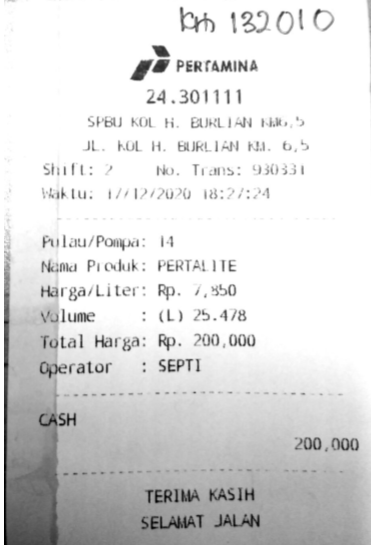 km 132010
PERTAMINA
24.301111
SPBU KOL H. BURLIAN KM6,5
JL. KOL H. BURLIAN KM. 6,5
Shift: 2 No. Trans: 930331
Waktu: 17/12/2020 18:27:24
Pulau/Pompa: 14
Nama Produk: PERTALITE
Harga/Liter: Rp. 7,850
Volume : (L) 25.478
Total Harga: Rp. 200,000
Operator : SEPTI
CASH
200,000
TERIMA KASIH
SELAMAT JALAN